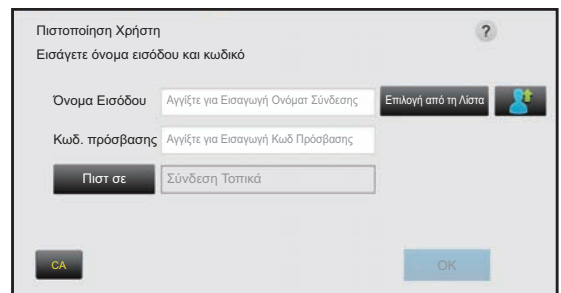 Πιστοποίηση Χρήστη
?
Εισάγετε όνομα εισόδου και κωδικό
Όνομα Εισόδου Αγγίξτε για Εισαγωγή Ονόματ Σύνδεσης Επιλογή από τη Λίστα
Κωδ. πρόσβασης Αγγίξτε για Εισαγωγή Κωδ Πρόσβασης
Πιστ σε Σύνδεση Τοπικά
CA OK